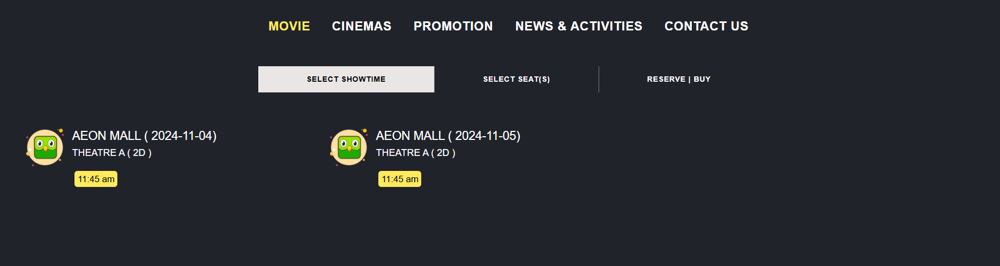 MOVIE CINEMAS PROMOTION NEWS & ACTIVITIES CONTACT US
SELECT SHOWTIME SELECT SEAT(S) RESERVE | BUY
AEON MALL ( 2024-11-04)
THEATRE A ( 2D )
11:45 am
AEON MALL ( 2024-11-05)
THEATRE A ( 2D )
11:45 am